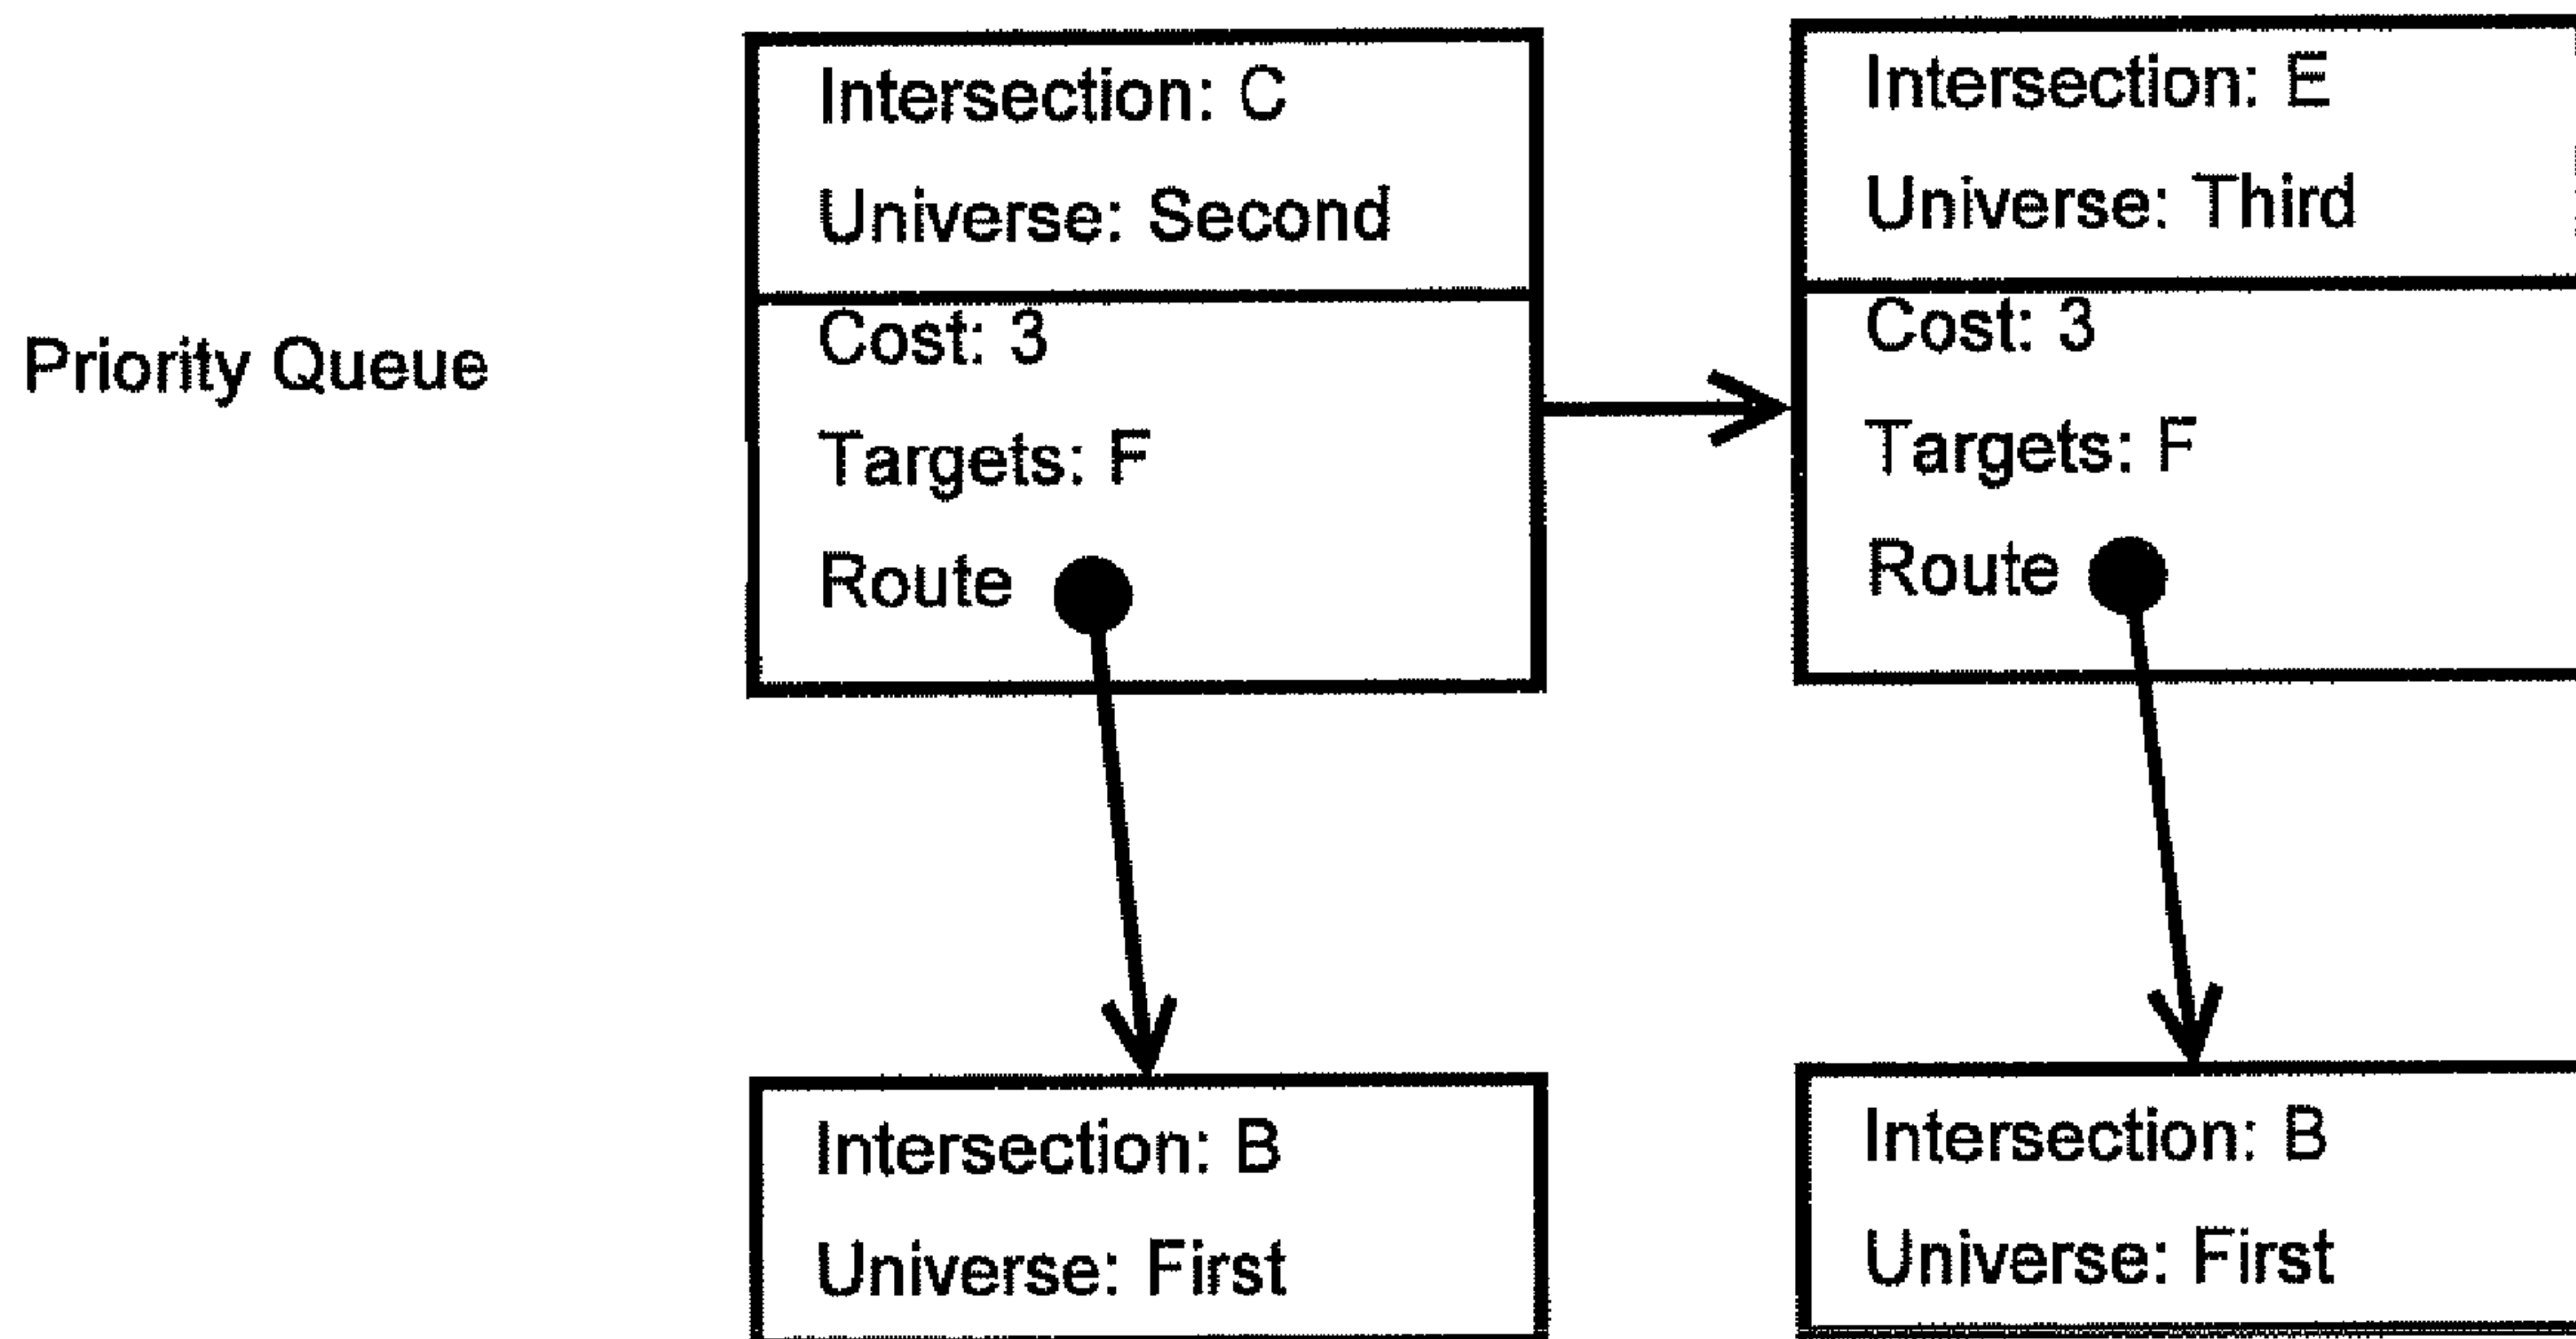 Priority Queue
Intersection: C
Universe: Second
Cost: 3
Targets: F
Route
Intersection: E
Universe: Third
Cost: 3
Targets: F
Route
Intersection: B
Universe: First
Intersection: B
Universe: First